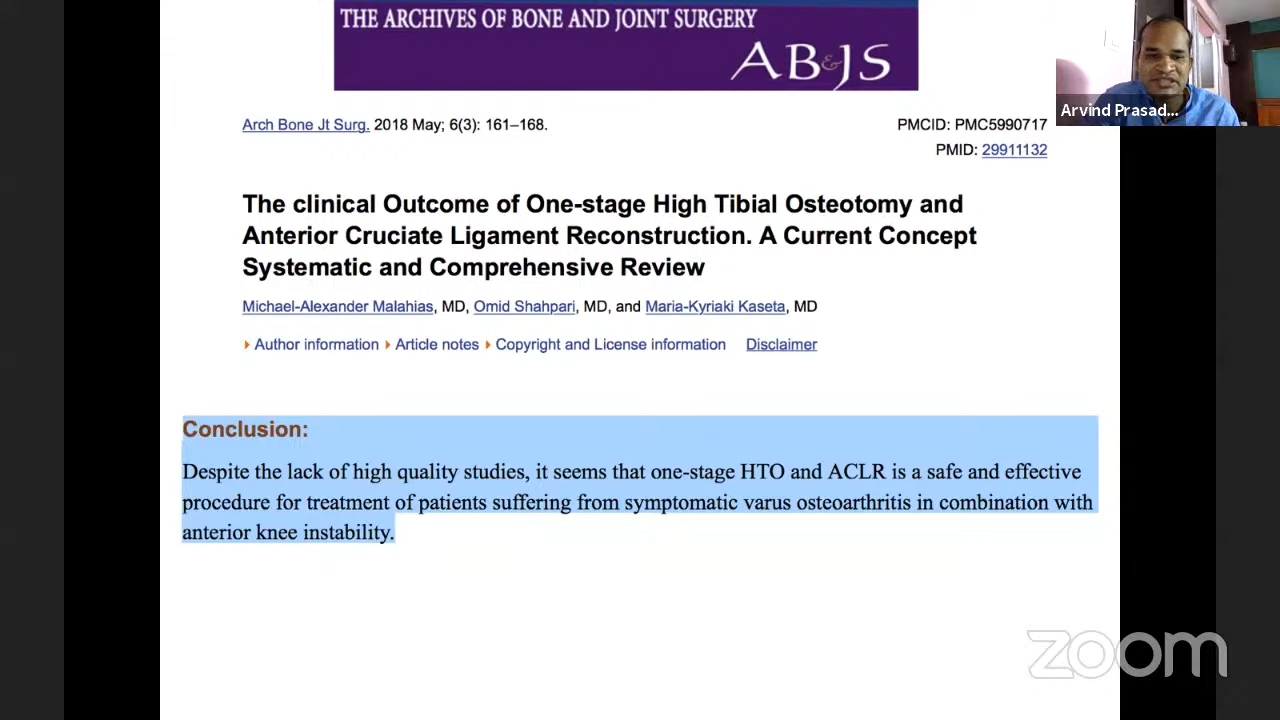 THE ARCHIVES OF BONE AND JOINT SURGERY
AB&JS
Arvind Prasad...
Arch Bone Jt Surg. 2018 May; 6(3): 161–168.
PMCID: PMC5990717
PMID: 29911132
The clinical Outcome of One-stage High Tibial Osteotomy and
Anterior Cruciate Ligament Reconstruction. A Current Concept
Systematic and Comprehensive Review
Michael-Alexander Malahias, MD, Omid Shahpari, MD, and Maria-Kyriaki Kaseta, MD
Author information Article notes Copyright and License information Disclaimer
Conclusion:
Despite the lack of high quality studies, it seems that one-stage HTO and ACLR is a safe and effective
procedure for treatment of patients suffering from symptomatic varus osteoarthritis in combination with
anterior knee instability.
zoom